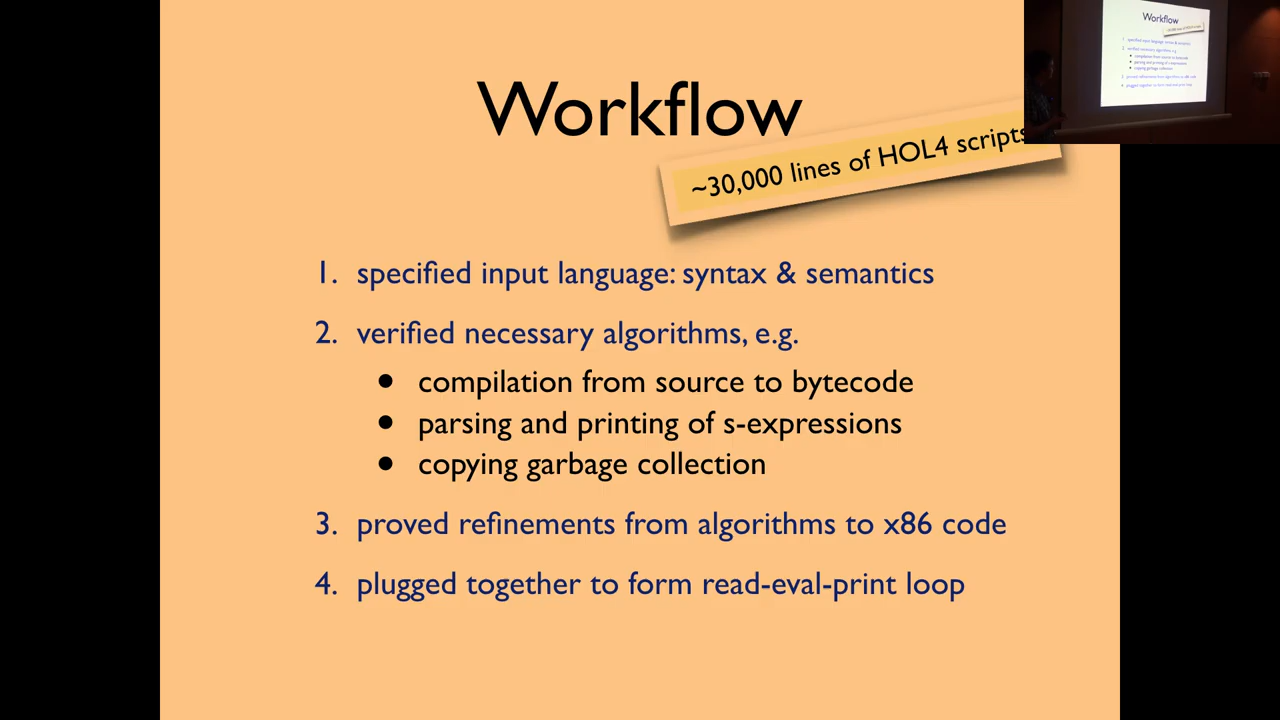 Workflow
~30,000 lines of HOL4 scripts
1. specified input language: syntax & semantics
2. verified necessary algorithms, e.g.
● compilation from source to bytecode
● parsing and printing of s-expressions
● copying garbage collection
3. proved refinements from algorithms to x86 code
4. plugged together to form read-eval-print loop
Workflow